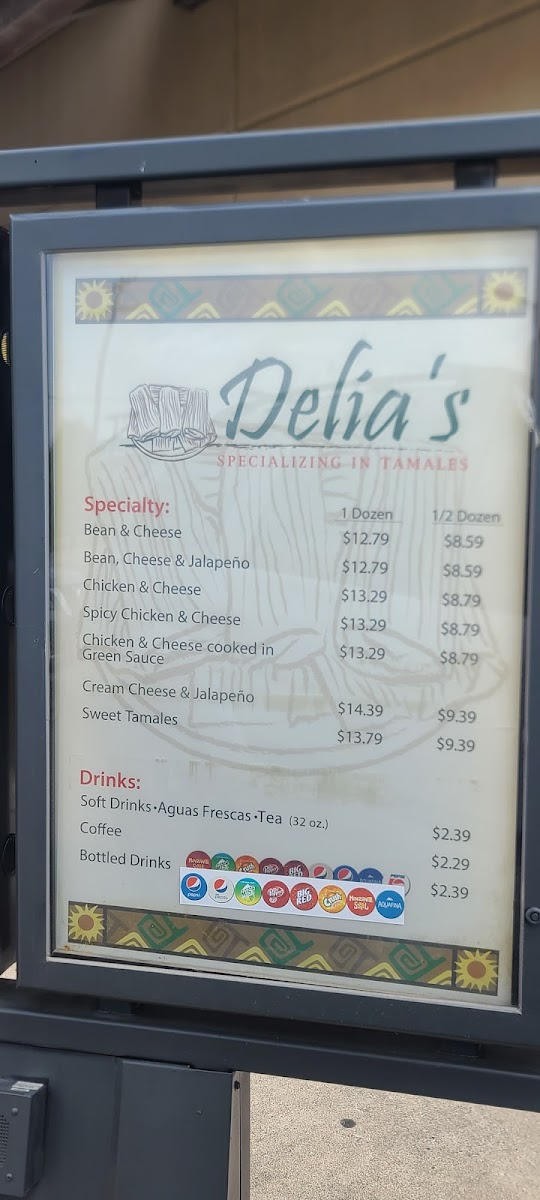 Delia's
SPECIALIZING IN TAMALES
Specialty: 1 Dozen 1/2 Dozen
Bean & Cheese $12.79 $8.59
Bean, Cheese & Jalapeño $12.79 $8.59
Chicken & Cheese $13.29 $8.79
Spicy Chicken & Cheese $13.29 $8.79
Chicken & Cheese cooked in
Green Sauce $13.29 $8.79
Cream Cheese & Jalapeño $14.39 $9.39
Sweet Tamales $13.79 $9.39
Drinks:
Soft Drinks•Aguas Frescas•Tea (32 oz.) $2.39
Coffee $2.29
Bottled Drinks $2.39
pepsi BIG RED Crush MANZANITA SOL AQUAFINA